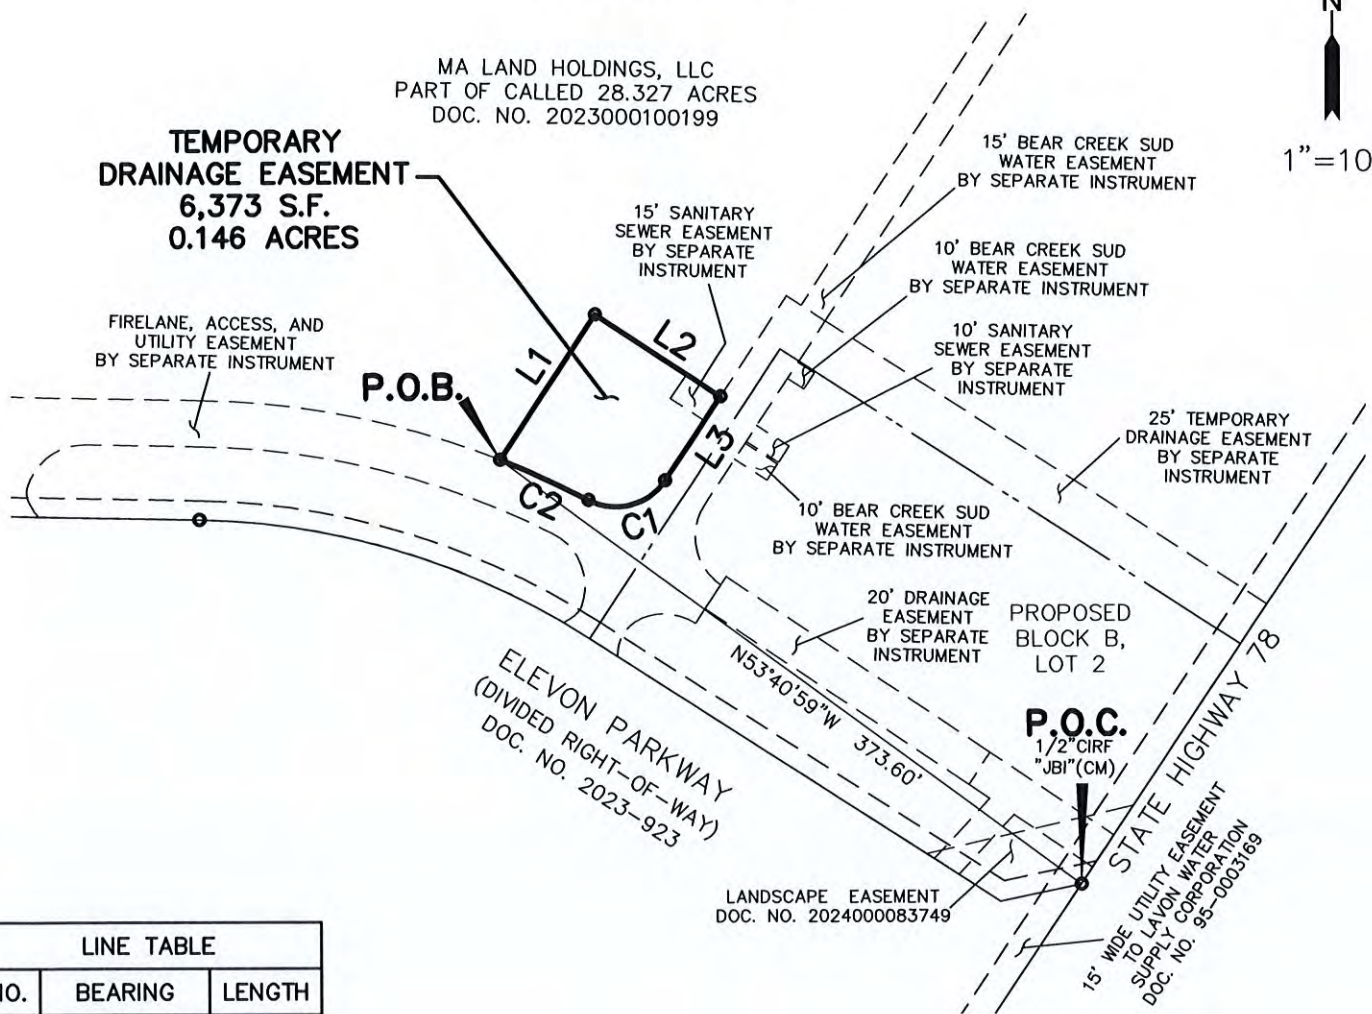 N
1"=10
MA LAND HOLDINGS, LLC
PART OF CALLED 28.327 ACRES
DOC. NO. 2023000100199
TEMPORARY
DRAINAGE EASEMENT
6,373 S.F.
0.146 ACRES
15' BEAR CREEK SUD
WATER EASEMENT
BY SEPARATE INSTRUMENT
15' SANITARY
SEWER EASEMENT
BY SEPARATE
INSTRUMENT
10' BEAR CREEK SUD
WATER EASEMENT
BY SEPARATE INSTRUMENT
FIRELANE, ACCESS, AND
UTILITY EASEMENT
BY SEPARATE INSTRUMENT
10' SANITARY
SEWER EASEMENT
BY SEPARATE
INSTRUMENT
L1
L2
P.O.B.
L3
C2
C1
25' TEMPORARY
DRAINAGE EASEMENT
BY SEPARATE
INSTRUMENT
10' BEAR CREEK SUD
WATER EASEMENT
BY SEPARATE INSTRUMENT
20' DRAINAGE
EASEMENT
BY SEPARATE
INSTRUMENT
PROPOSED
BLOCK B,
LOT 2
N53°40'59"W 373.60'
ELEVON PARKWAY
(DIVIDED RIGHT-OF-WAY)
DOC. NO. 2023-923
P.O.C.
1/2"CIRF
"JBI"(CM)
STATE HIGHWAY 78
LANDSCAPE EASEMENT
DOC. NO. 2024000083749
15' WIDE UTILITY EASEMENT
TO LAVON WATER
SUPPLY CORPORATION
DOC. NO. 95-0003169
LINE TABLE
NO. BEARING LENGTH